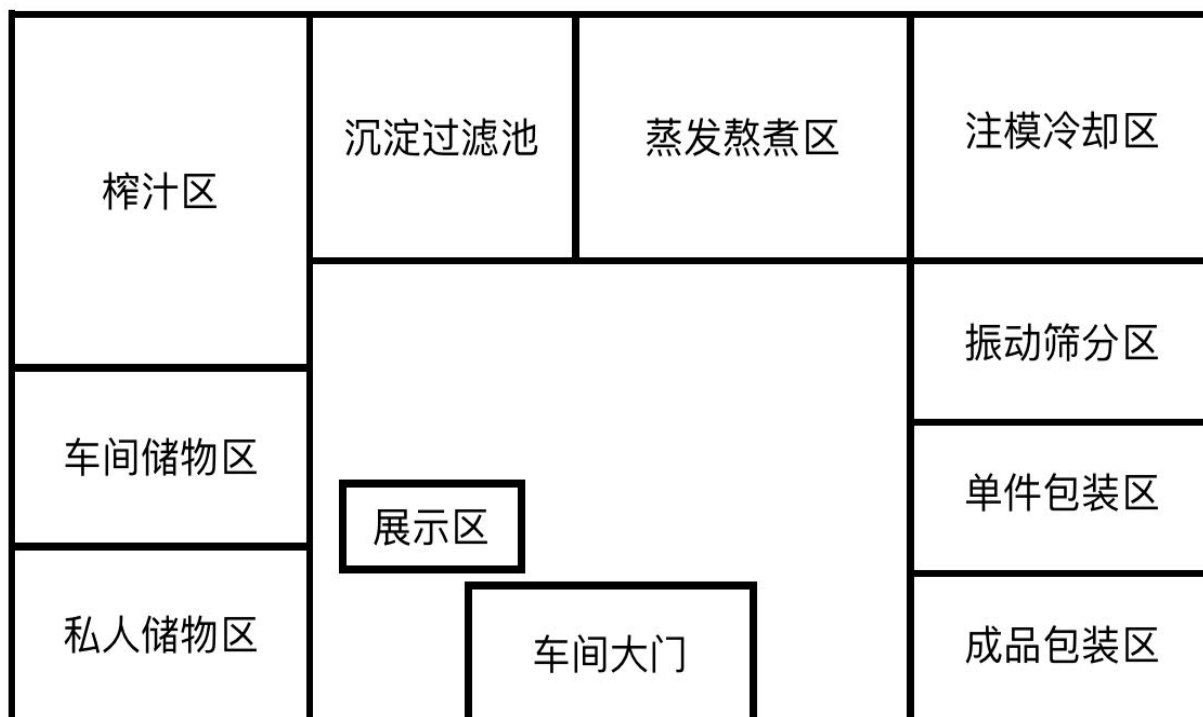 榨汁区
沉淀过滤池
蒸发熬煮区
注模冷却区
振动筛分区
车间储物区
单件包装区
展示区
私人储物区
车间大门
成品包装区